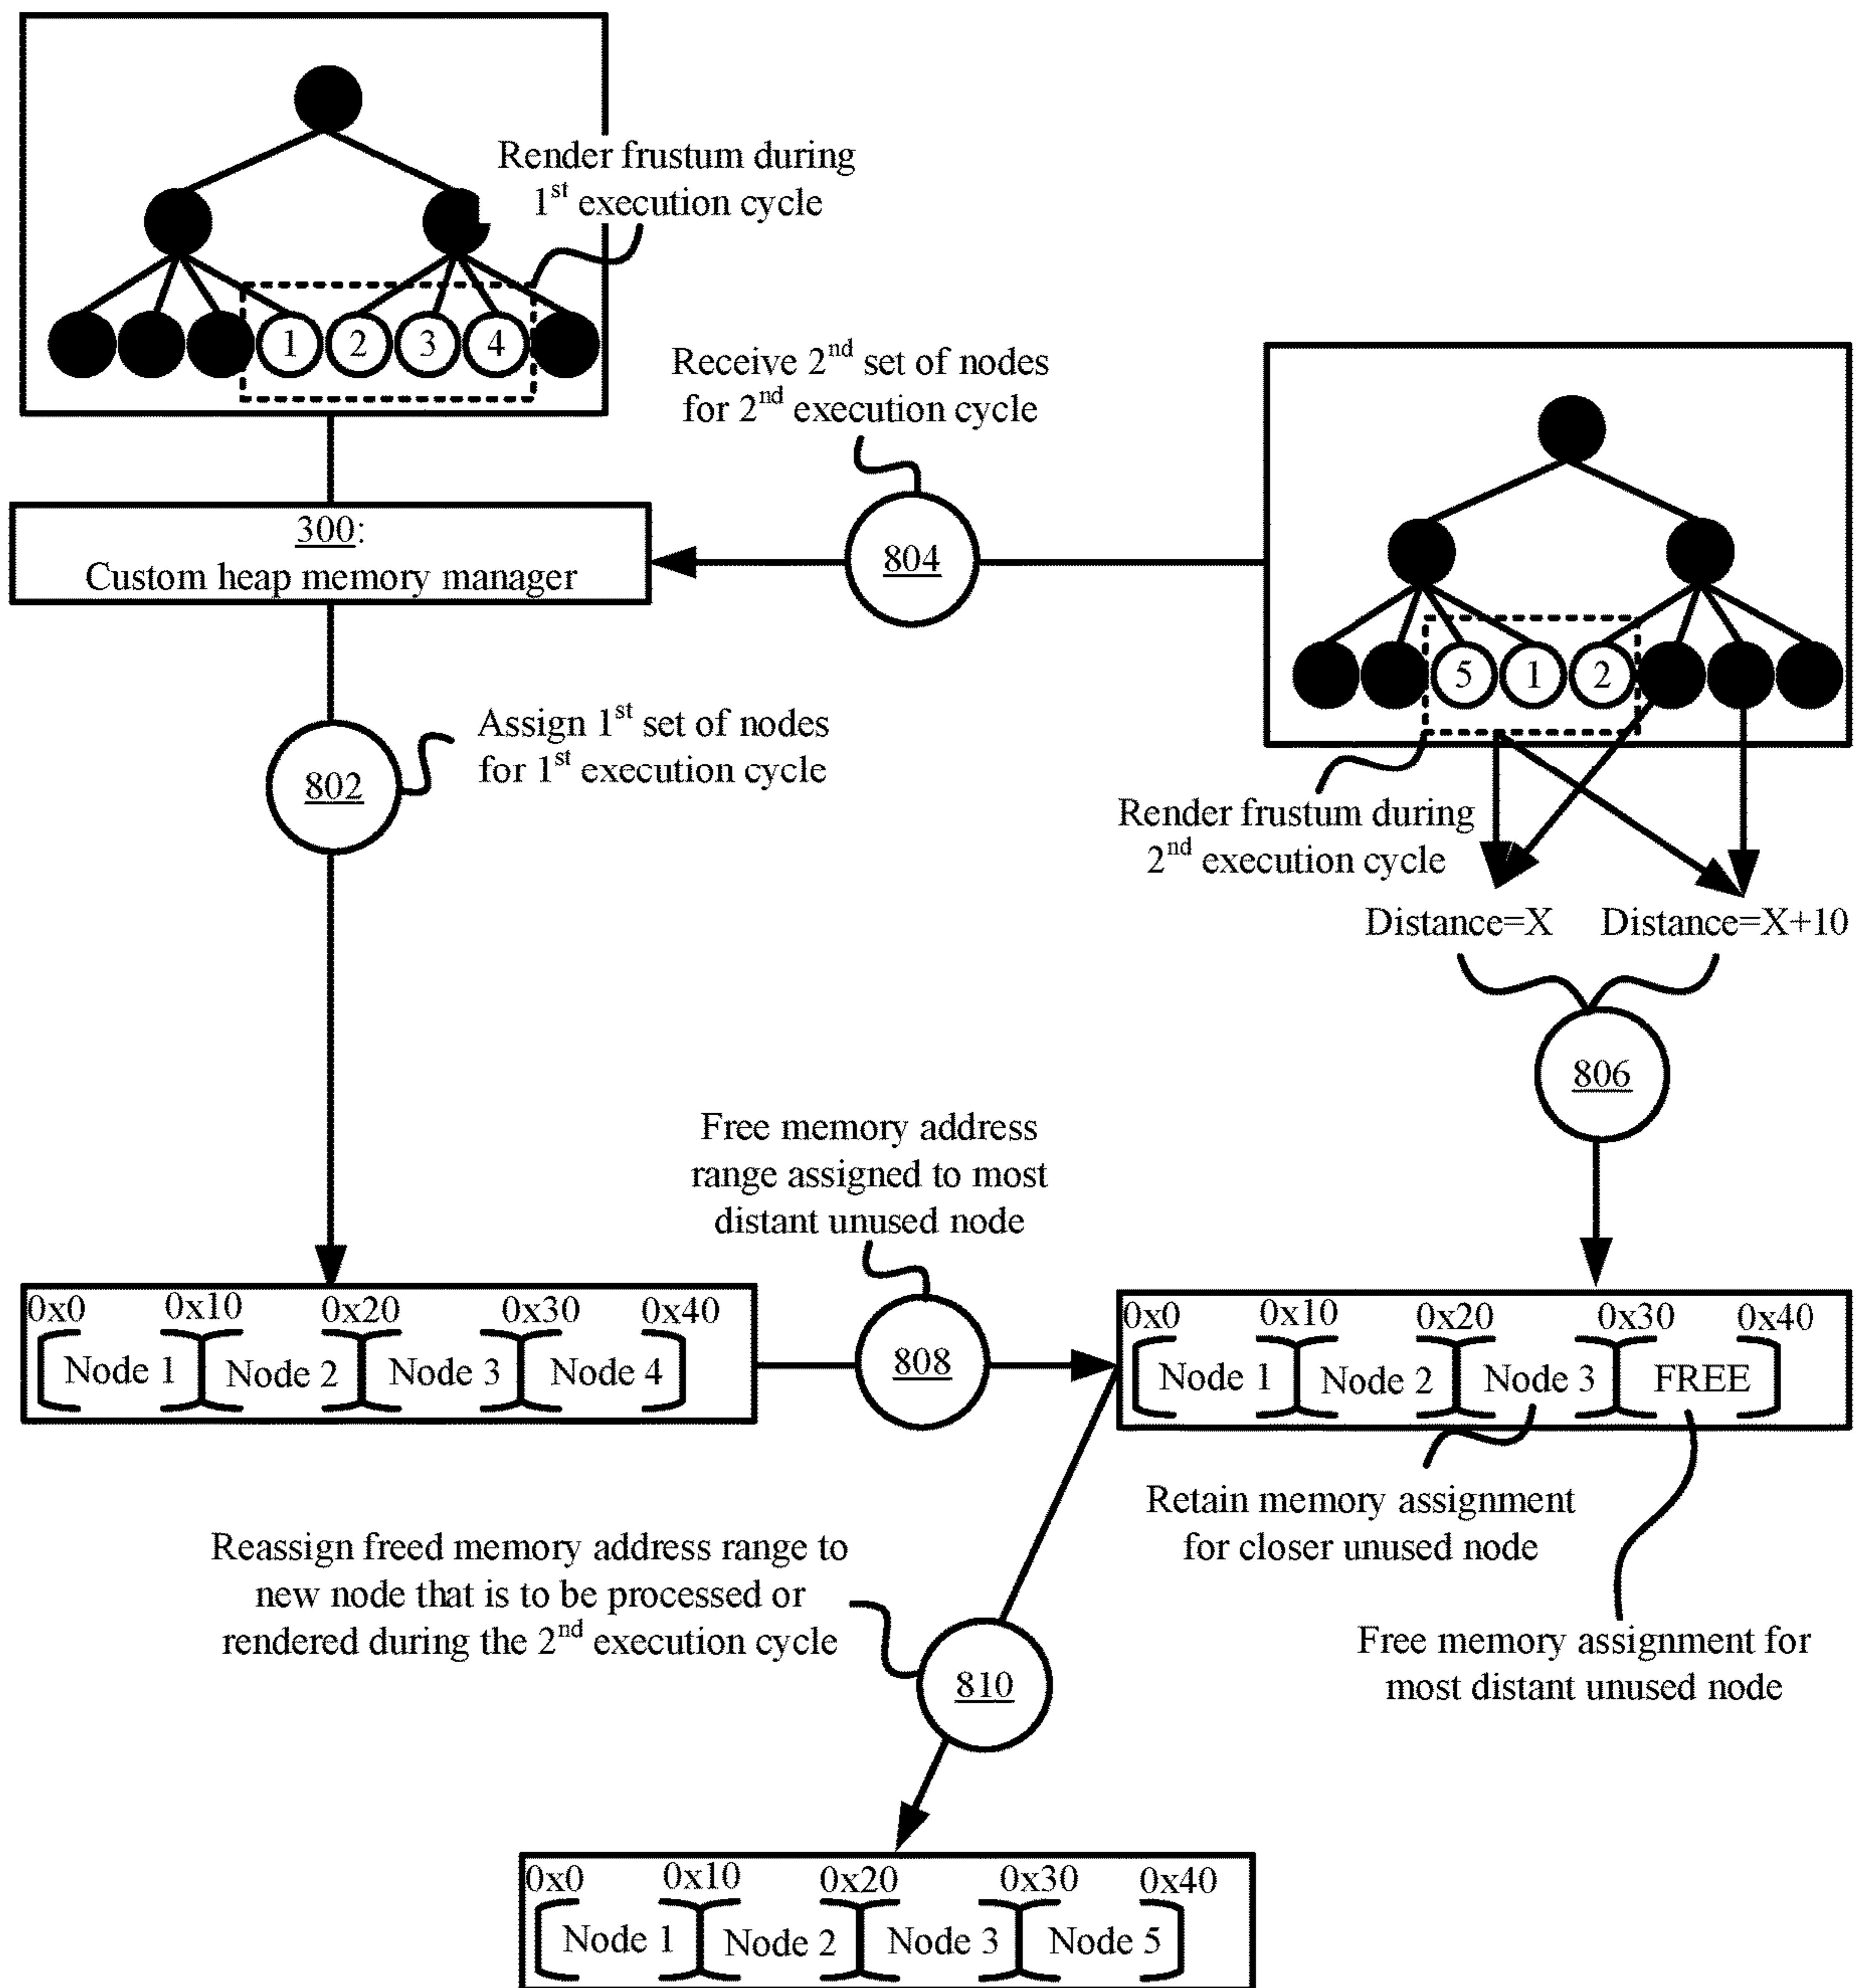 Render frustum during
1st execution cycle
1 2 3 4
Receive 2nd set of nodes
for 2nd execution cycle
300:
Custom heap memory manager
804
5 1 2
802
Assign 1st set of nodes
for 1st execution cycle
Render frustum during
2nd execution cycle
Distance=X Distance=X+10
806
Free memory address
range assigned to most
distant unused node
0x0 0x10 0x20 0x30 0x40
Node 1 Node 2 Node 3 Node 4
808
0x0 0x10 0x20 0x30 0x40
Node 1 Node 2 Node 3 FREE
Retain memory assignment
for closer unused node
Reassign freed memory address range to
new node that is to be processed or
rendered during the 2nd execution cycle
810
Free memory assignment for
most distant unused node
0x0 0x10 0x20 0x30 0x40
Node 1 Node 2 Node 3 Node 5